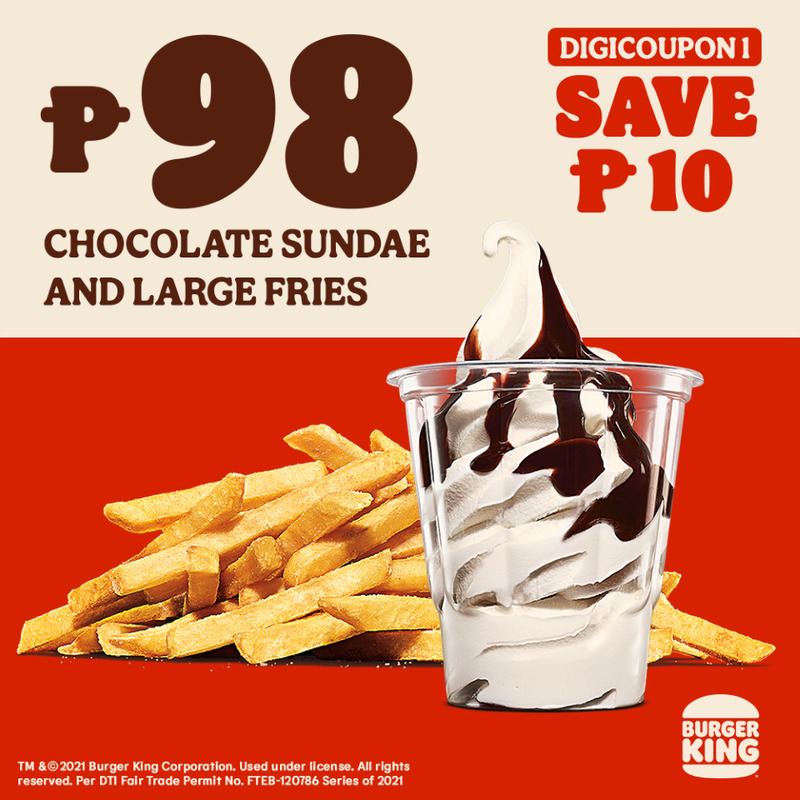 ₱98
CHOCOLATE SUNDAE
AND LARGE FRIES
DIGICOUPON 1
SAVE
₱10
TM & © 2021 Burger King Corporation. Used under license. All rights
reserved. Per DTI Fair Trade Permit No. FTEB-120786 Series of 2021
BURGER
KING